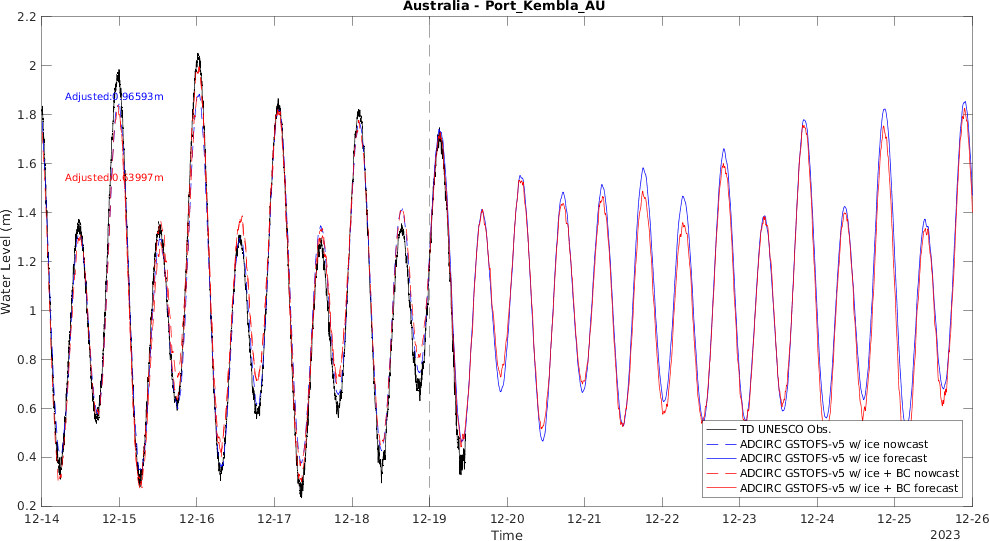 Australia - Port_Kembla_AU
2.2
2
1.8
1.6
1.4
1.2
1
0.8
0.6
0.4
0.2
Water Level (m)
Adjusted:0.96593m
Adjusted:0.63997m
TD UNESCO Obs.
ADCIRC GSTOFS-v5 w/ ice nowcast
ADCIRC GSTOFS-v5 w/ ice forecast
ADCIRC GSTOFS-v5 w/ ice + BC nowcast
ADCIRC GSTOFS-v5 w/ ice + BC forecast
12-14 12-15 12-16 12-17 12-18 12-19 12-20 12-21 12-22 12-23 12-24 12-25 12-26
Time
2023